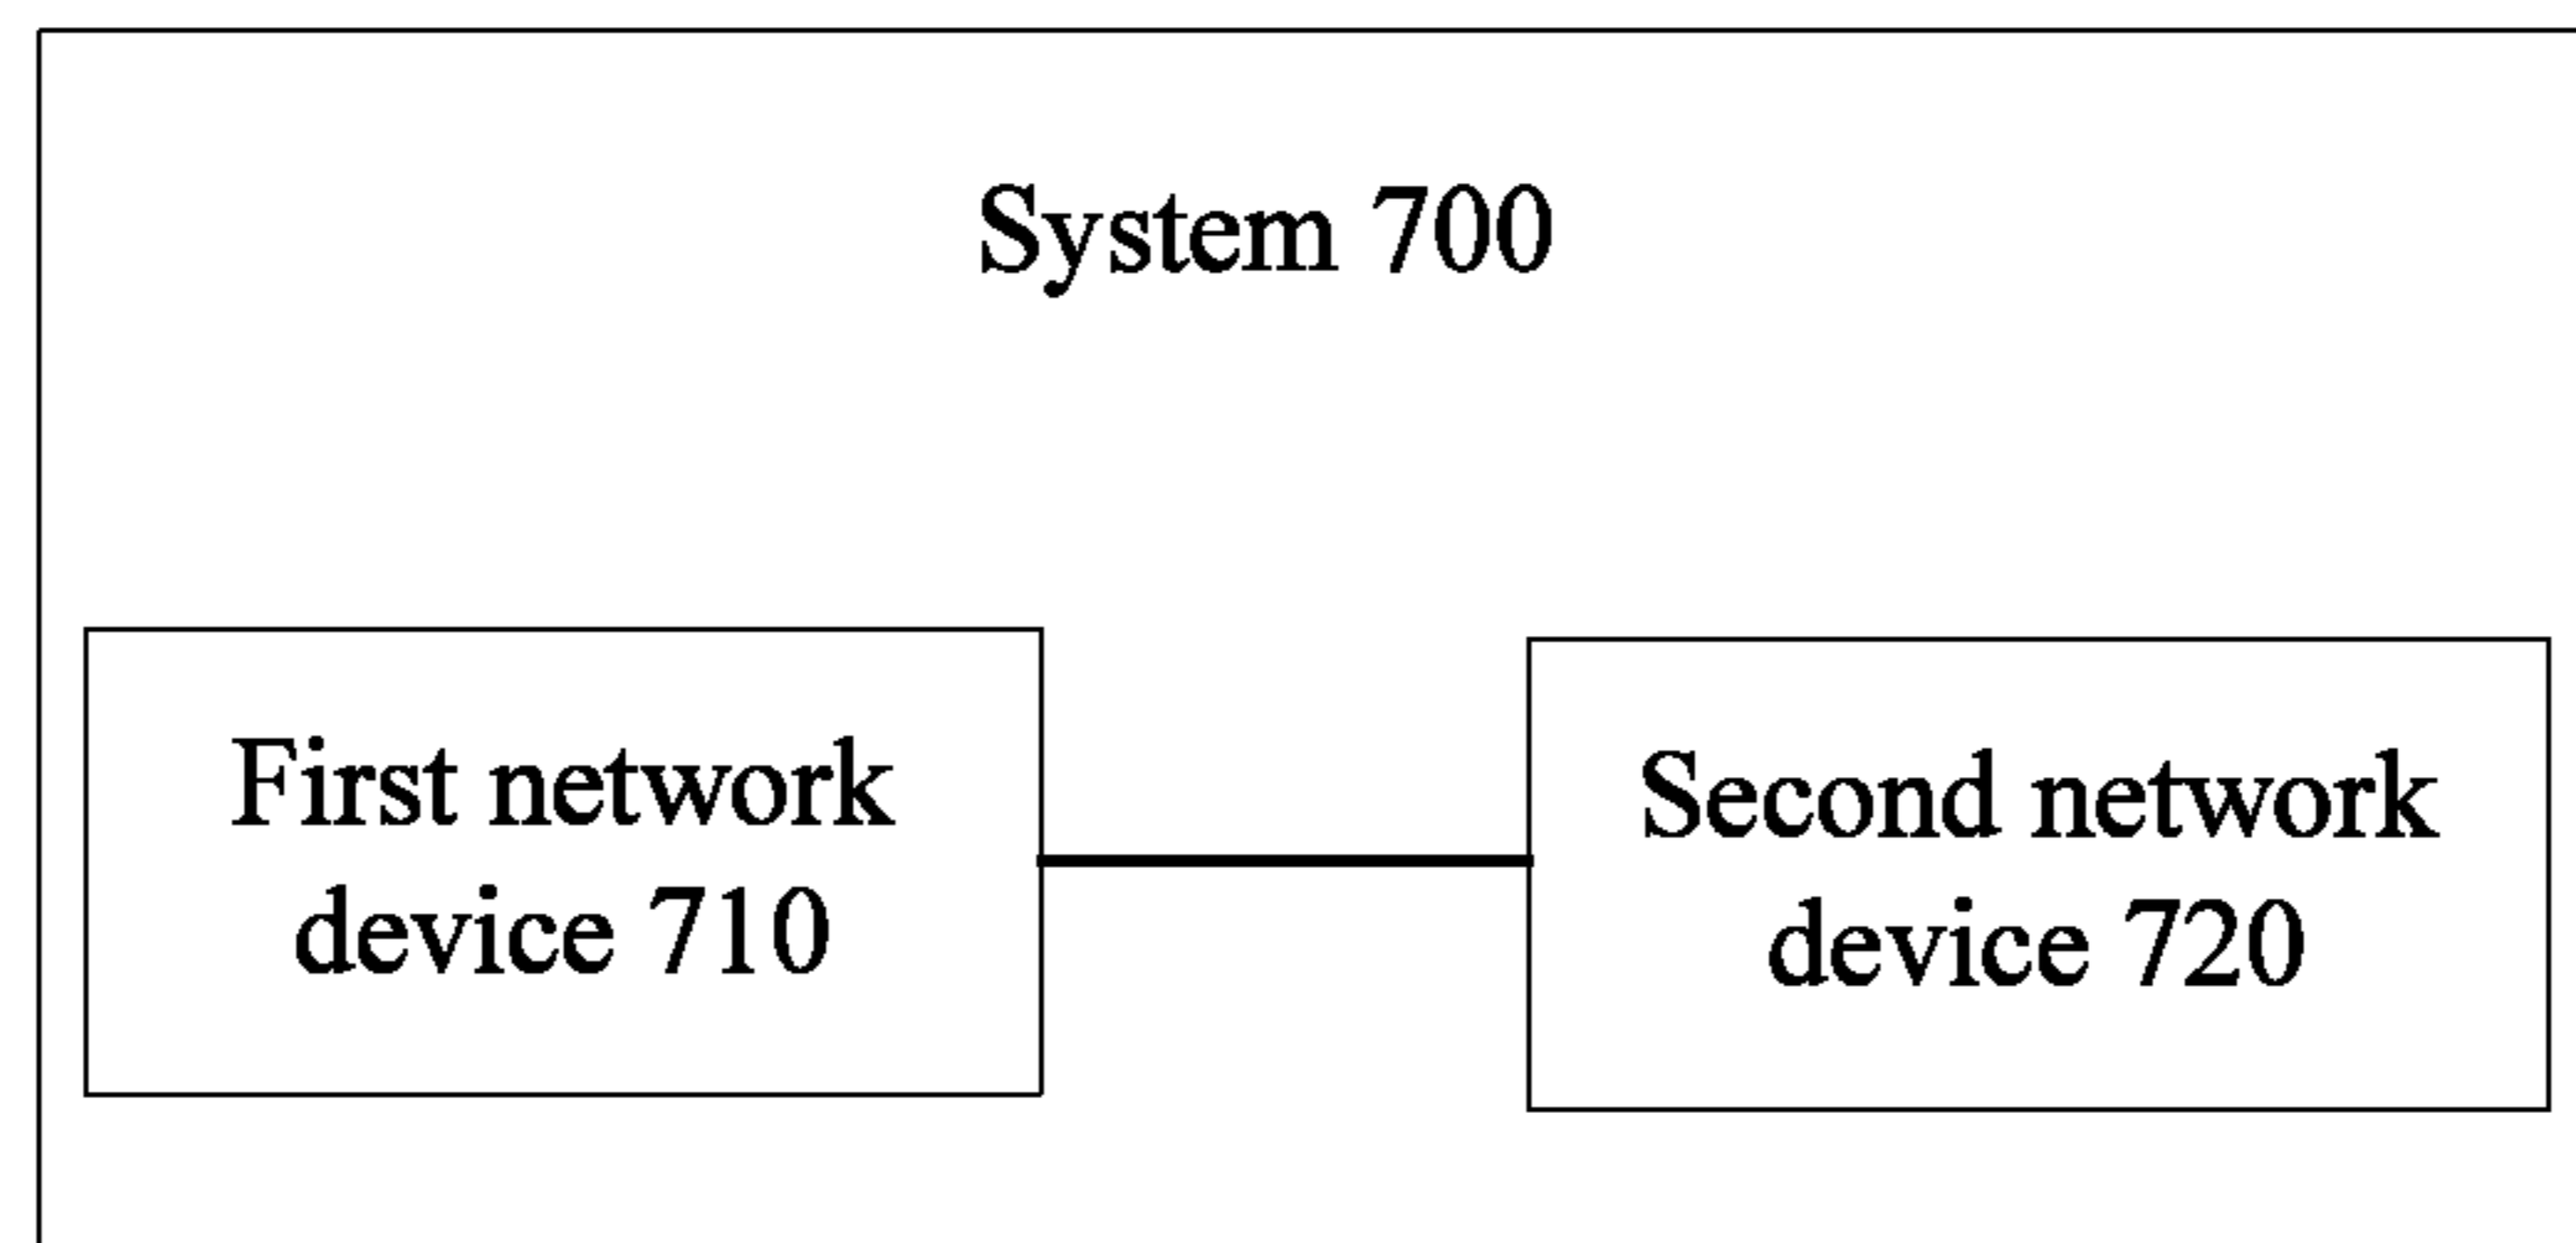 System 700
First network
device 710
Second network
device 720